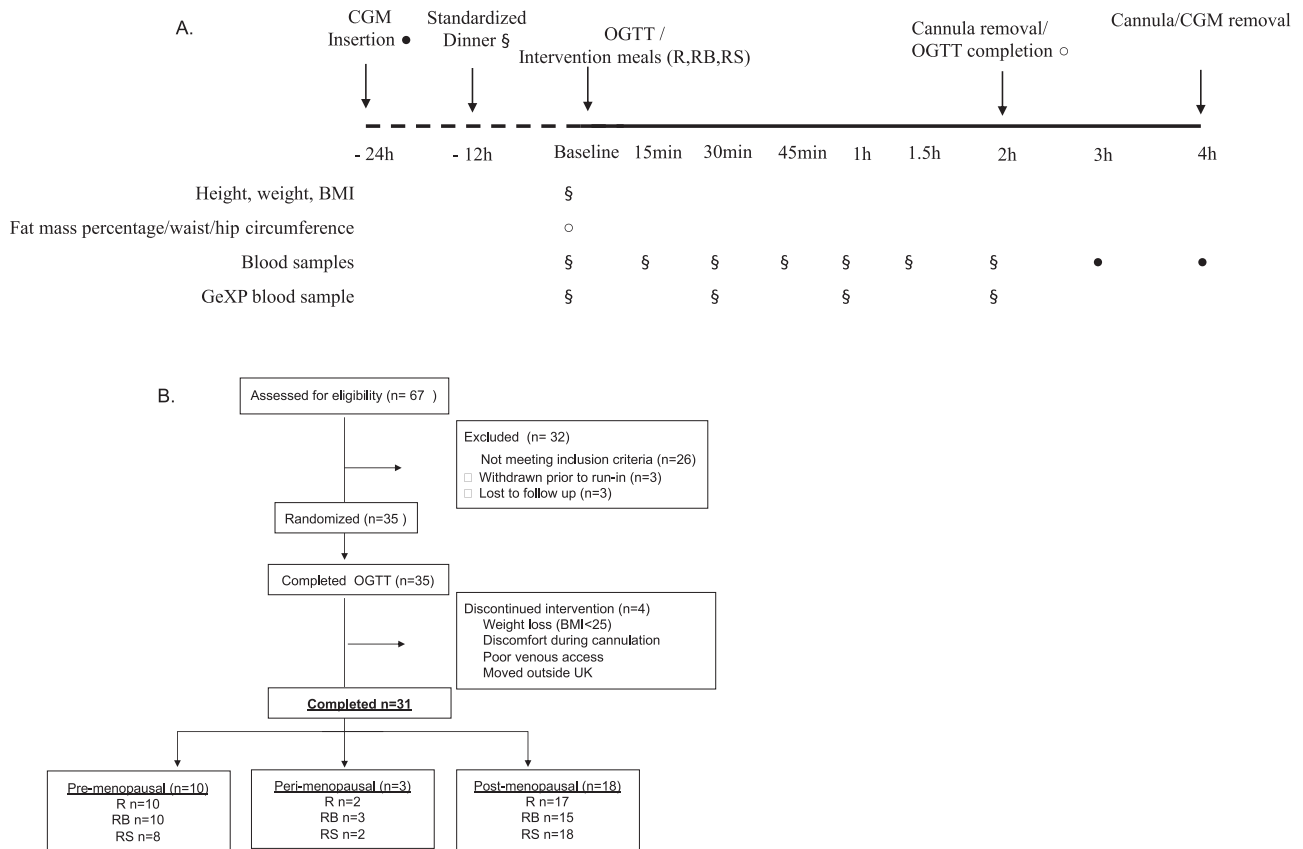 A.
CGM
Insertion ●
Standardized
Dinner §
OGTT /
Intervention meals (R,RB,RS)
Cannula removal/
OGTT completion ○
Cannula/CGM removal
- 24h - 12h Baseline 15min 30min 45min 1h 1.5h 2h 3h 4h
Height, weight, BMI §
Fat mass percentage/waist/hip circumference ○
Blood samples § § § § § § § ● ●
GeXP blood sample § § § §
B.
Assessed for eligibility (n= 67 )
Excluded (n= 32)
Not meeting inclusion criteria (n=26)
□ Withdrawn prior to run-in (n=3)
□ Lost to follow up (n=3)
Randomized (n=35 )
Completed OGTT (n=35)
Discontinued intervention (n=4)
Weight loss (BMI<25)
Discomfort during cannulation
Poor venous access
Moved outside UK
Completed n=31
Pre-menopausal (n=10)
R n=10
RB n=10
RS n=8
Peri-menopausal (n=3)
R n=2
RB n=3
RS n=2
Post-menopausal (n=18)
R n=17
RB n=15
RS n=18